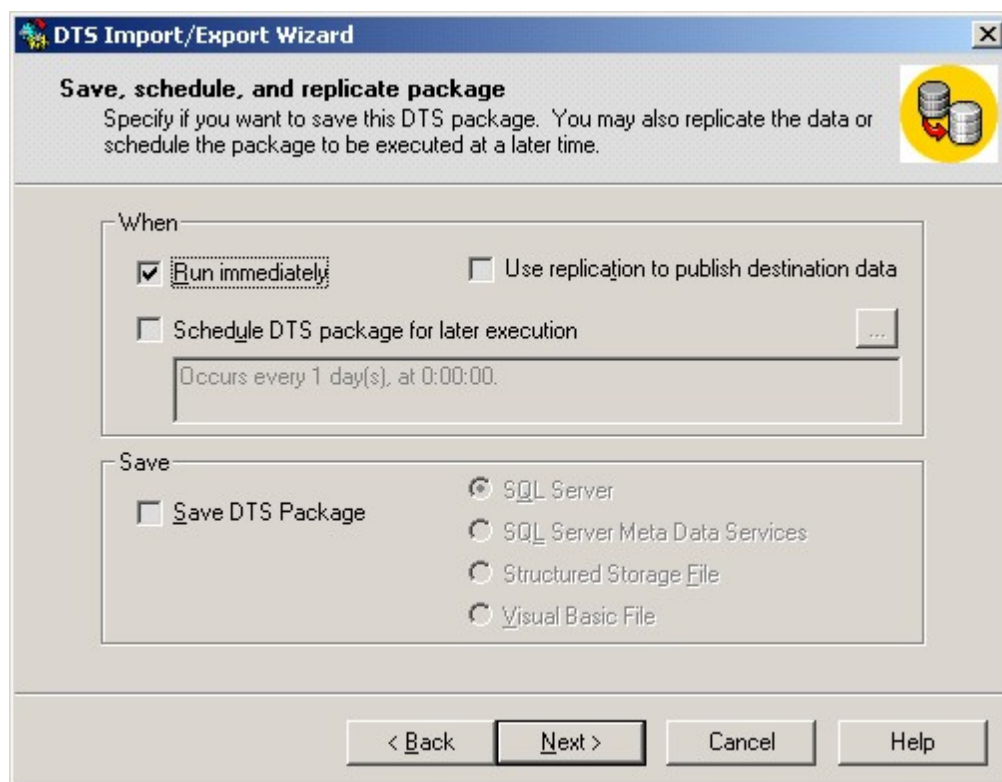 DTS Import/Export Wizard
Save, schedule, and replicate package
Specify if you want to save this DTS package. You may also replicate the data or
schedule the package to be executed at a later time.
When
Run immediately
Use replication to publish destination data
Schedule DTS package for later execution
...
Occurs every 1 day(s), at 0:00:00.
Save
Save DTS Package
SQL Server
SQL Server Meta Data Services
Structured Storage File
Visual Basic File
< Back
Next >
Cancel
Help